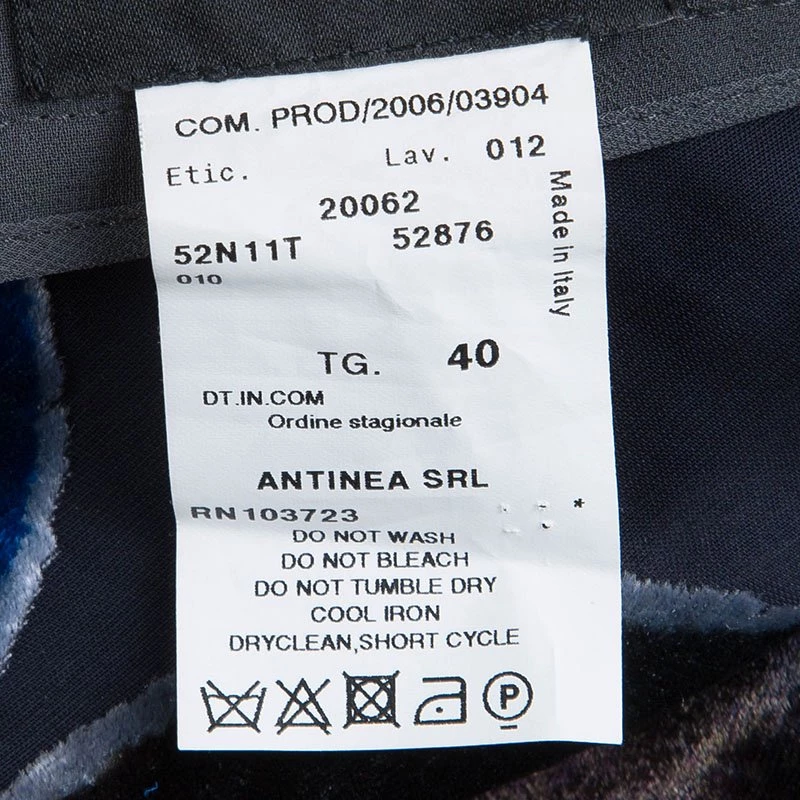 COM. PROD/2006/03904
Etic. Lav. 012
20062
52N11T 52876
010
Made in Italy
TG. 40
DT.IN.COM
Ordine stagionale
ANTINEA SRL
RN103723 *
DO NOT WASH
DO NOT BLEACH
DO NOT TUMBLE DRY
COOL IRON
DRYCLEAN,SHORT CYCLE
P